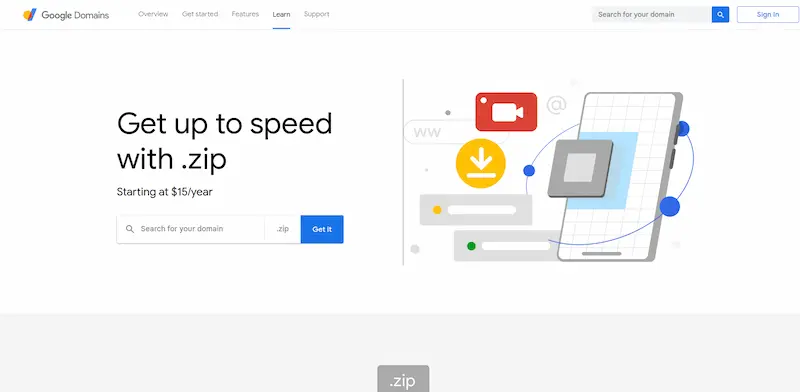 Google Domains
Overview Get started Features Learn Support
Search for your domain
Sign in
Get up to speed
with .zip
Starting at $15/year
Search for your domain .zip Get it
WW
@
.zip